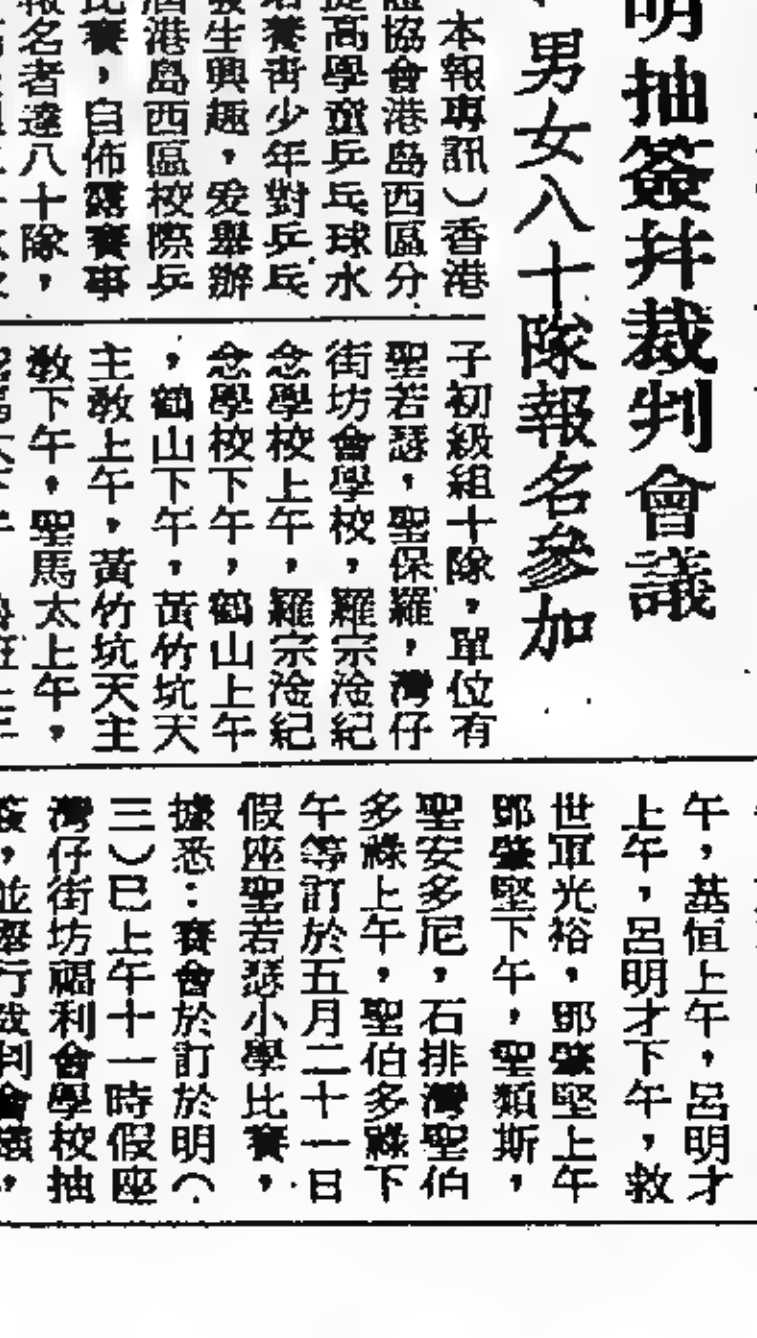 明抽簽并裁判會議
男女八十隊報名參加
本報專訊）香港
協會港島西區分
提高學童乒乓球水
養青少年對乒乓
發生興趣，爰舉辦
港島西區校際乒
比賽，自佈露賽事
報名者達八十隊，
子初級組十隊，單位有
聖若瑟，聖保羅，灣仔
街坊會學校，羅宗淦紀
念學校上午，羅宗淦紀
念學校下午，鶴山上午
，鶴山下午，黃竹坑天
主教上午，黃竹坑天主
教下午，聖馬太上午，
午，基恒上午，呂明才
上午，呂明才下午，救
世軍光裕，鄧肇堅上午
鄧肇堅下午，聖類斯，
聖安多尼，石排灣聖伯
多祿上午，聖伯多祿下
午等訂於五月二十一日
假座聖若瑟小學比賽，
據悉：賽會於訂於明（
三）巳上午十一時假座
灣仔街坊福利會學校抽
簽，並舉行裁判會議，